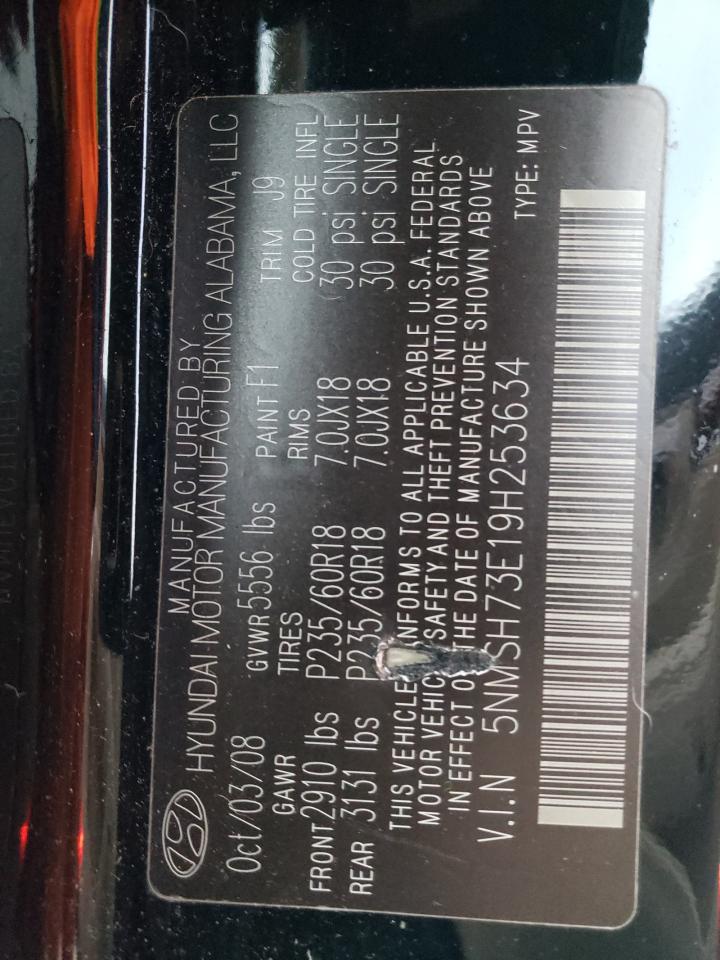 MANUFACTURED BY
HYUNDAI MOTOR MANUFACTURING ALABAMA, LLC
Oct/03/08 GVWR 5556 lbs PAINT F1 TRIM J9
GAWR TIRES RIMS COLD TIRE INFL
FRONT 2910 lbs P235/60R18 7.0JX18 30 psi SINGLE
REAR 3131 lbs P235/60R18 7.0JX18 30 psi SINGLE
THIS VEHICLE INFORMS TO ALL APPLICABLE U.S.A. FEDERAL
MOTOR VEHIC SAFETY AND THEFT PREVENTION STANDARDS
IN EFFECT O THE DATE OF MANUFACTURE SHOWN ABOVE
V.I.N 5NMSH73E19H253634
TYPE: MPV